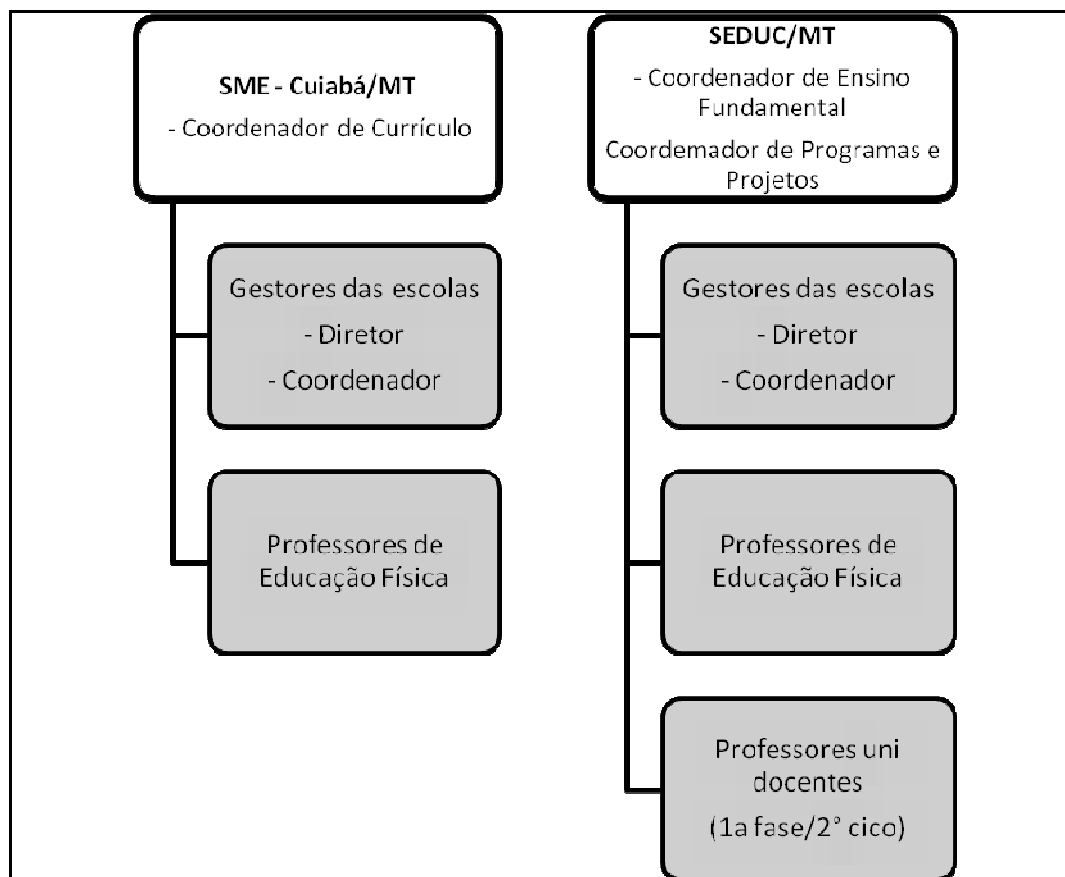 SME - Cuiabá/MT
- Coordenador de Currículo
Gestores das escolas
- Diretor
- Coordenador
Professores de
Educação Física
SEDUC/MT
- Coordenador de Ensino
Fundamental
Coordemador de Programas e
Projetos
Gestores das escolas
- Diretor
- Coordenador
Professores de
Educação Física
Professores uni
docentes
(1a fase/2° cico)